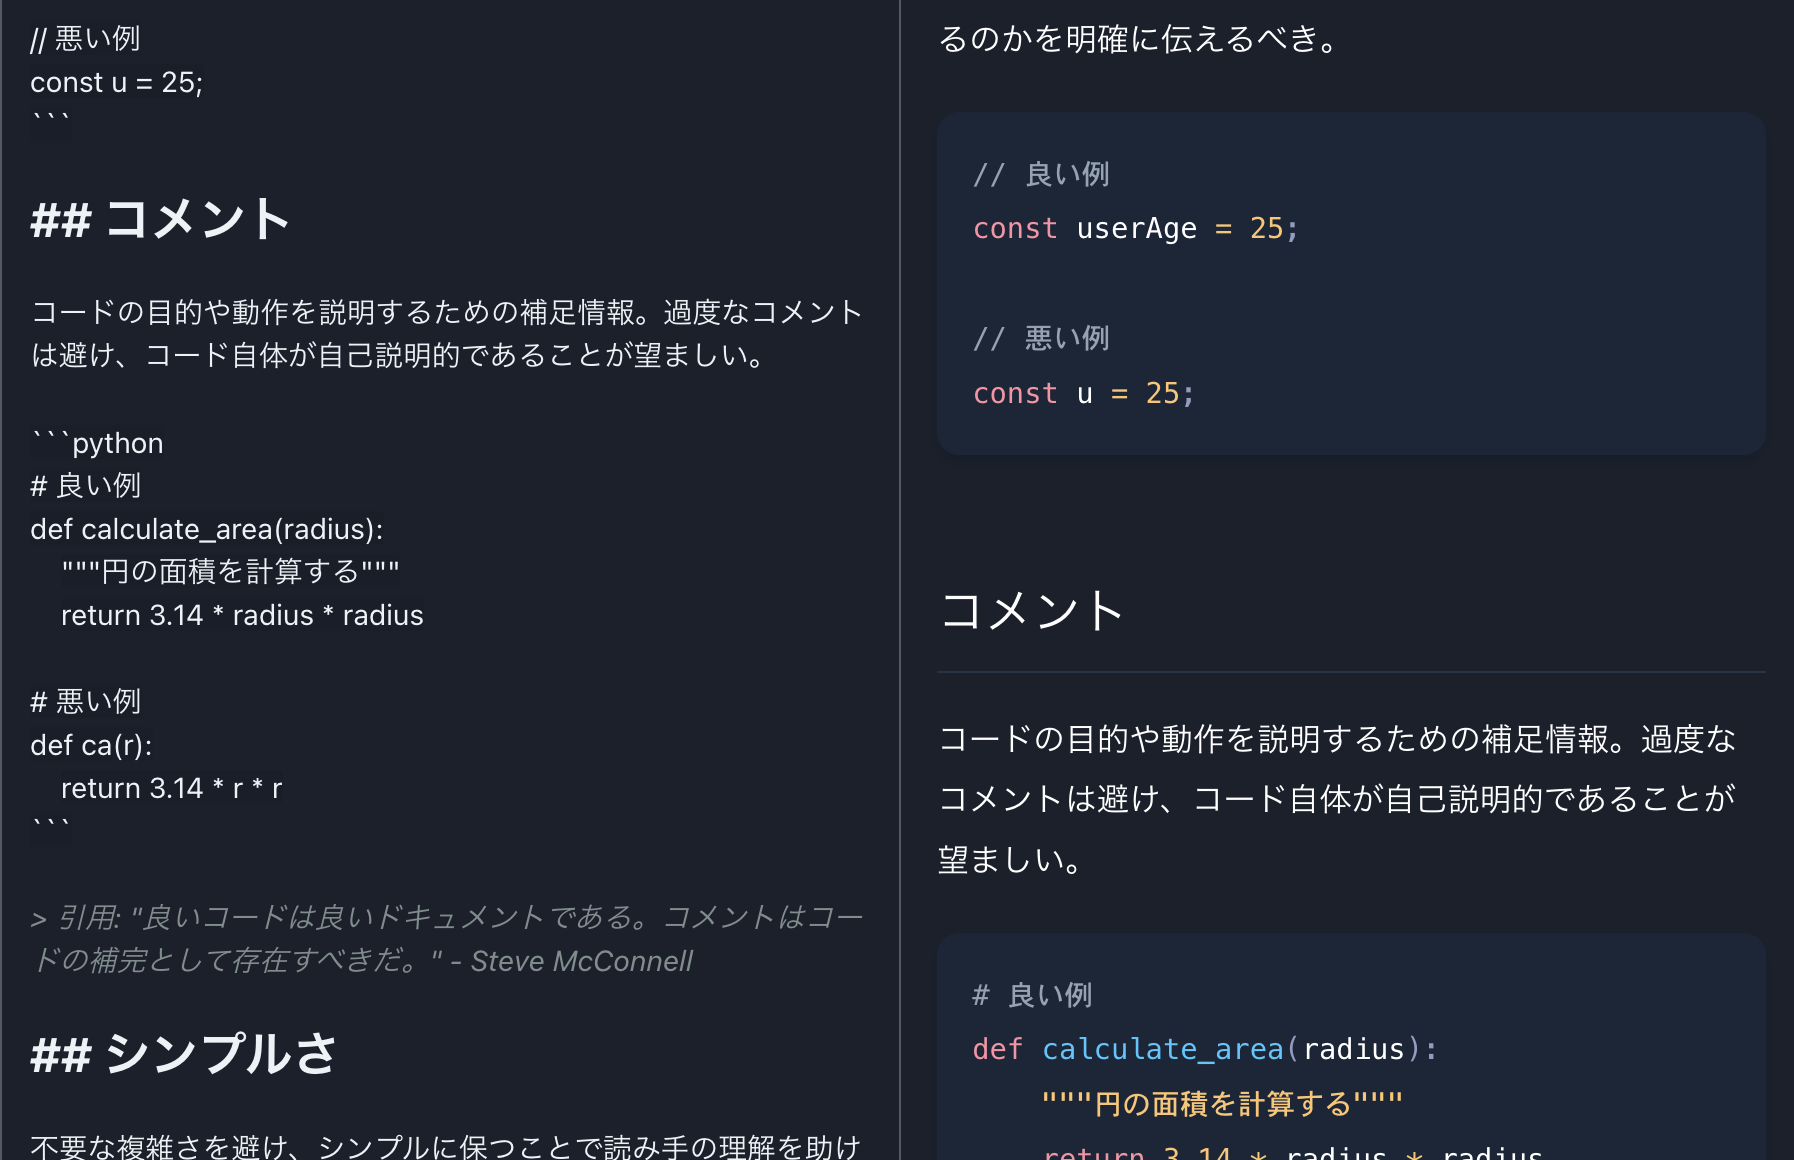 // 悪い例
const u = 25;
```
## コメント
コードの目的や動作を説明するための補足情報。過度なコメント
は避け、コード自体が自己説明的であることが望ましい。
```python
# 良い例
def calculate_area(radius):
    """円の面積を計算する"""
    return 3.14 * radius * radius
# 悪い例
def ca(r):
    return 3.14 * r * r
```
> 引用: "良いコードは良いドキュメントである。コメントはコー
ドの補完として存在すべきだ。" - Steve McConnell
## シンプルさ
不要な複雑さを避け、シンプルに保つことで読み手の理解を助け
るのかを明確に伝えるべき。
// 良い例
const userAge = 25;
// 悪い例
const u = 25;
コメント
コードの目的や動作を説明するための補足情報。過度な
コメントは避け、コード自体が自己説明的であることが
望ましい。
# 良い例
def calculate_area(radius):
    """円の面積を計算する"""
    return 3.14 * radius * radius